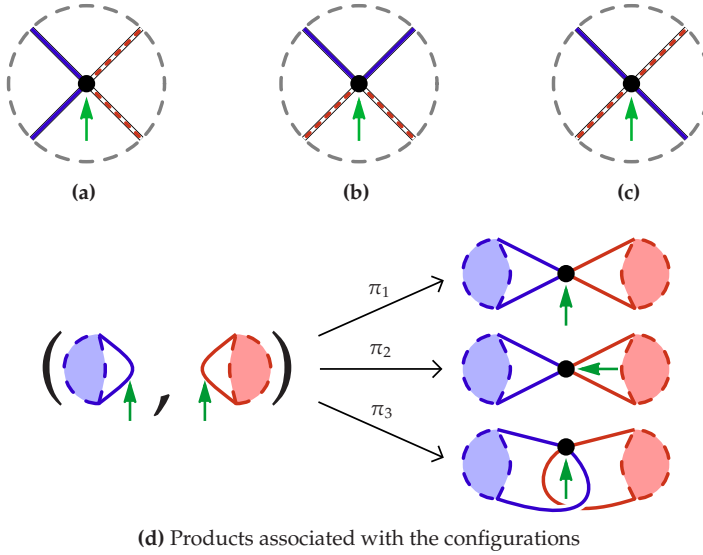 (a)
(b)
(c)
π1
π2
( , )
π3
(d) Products associated with the configurations